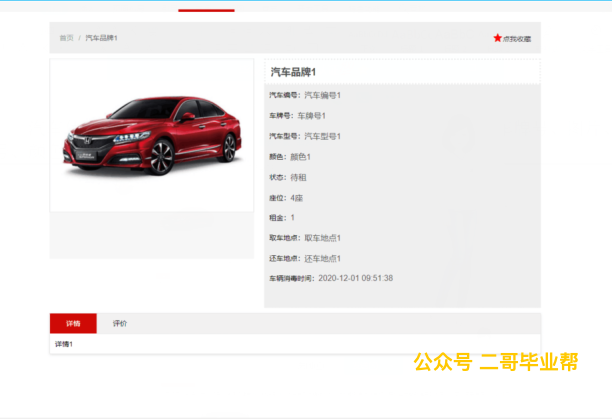 首页 / 汽车品牌1
点我收藏
汽车品牌1
汽车编号：汽车编号1
车牌号：车牌号1
汽车型号：汽车型号1
颜色：颜色1
状态：待租
座位：4座
租金：1
取车地点：取车地点1
还车地点：还车地点1
车辆消毒时间：2020-12-01 09:51:38
详情
评价
详情1
公众号 二哥毕业帮